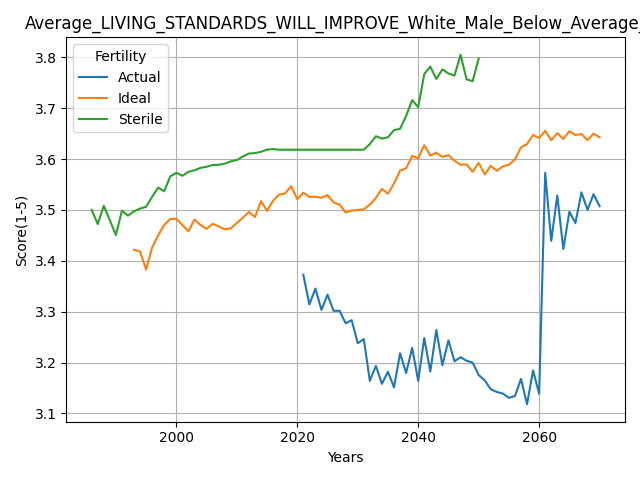 Average_LIVING_STANDARDS_WILL_IMPROVE_White_Male_Below_Average_
Fertility
Actual
Ideal
Sterile
Score(1-5)
3.8
3.7
3.6
3.5
3.4
3.3
3.2
3.1
2000 2020 2040 2060
Years